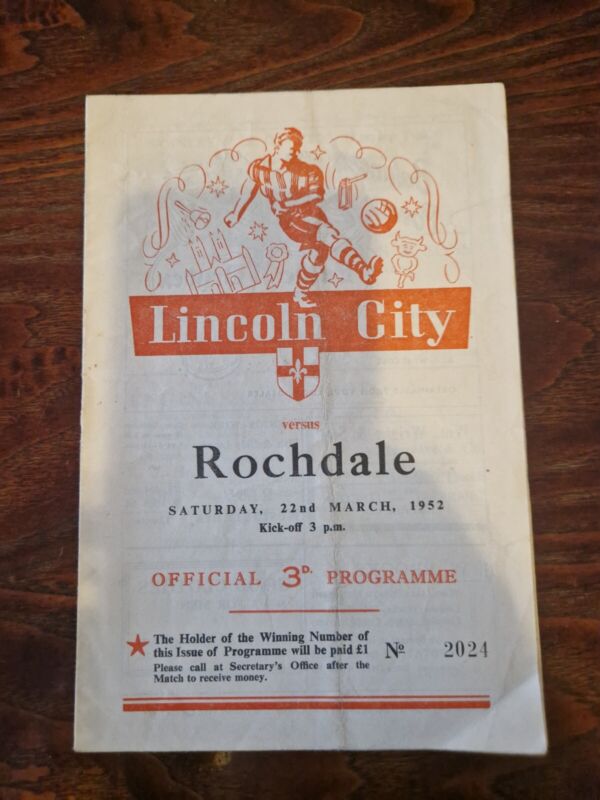 Lincoln City
versus
Rochdale
SATURDAY, 22nd MARCH, 1952
Kick-off 3 p.m.
OFFICIAL 3D. PROGRAMME
The Holder of the Winning Number of
this Issue of Programme will be paid £1
Please call at Secretary's Office after the
Match to receive money.
No 2024